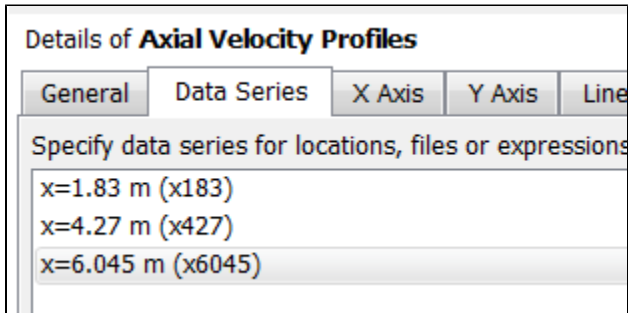 Details of Axial Velocity Profiles
General Data Series X Axis Y Axis Line
Specify data series for locations, files or expressions
x=1.83 m (x183)
x=4.27 m (x427)
x=6.045 m (x6045)